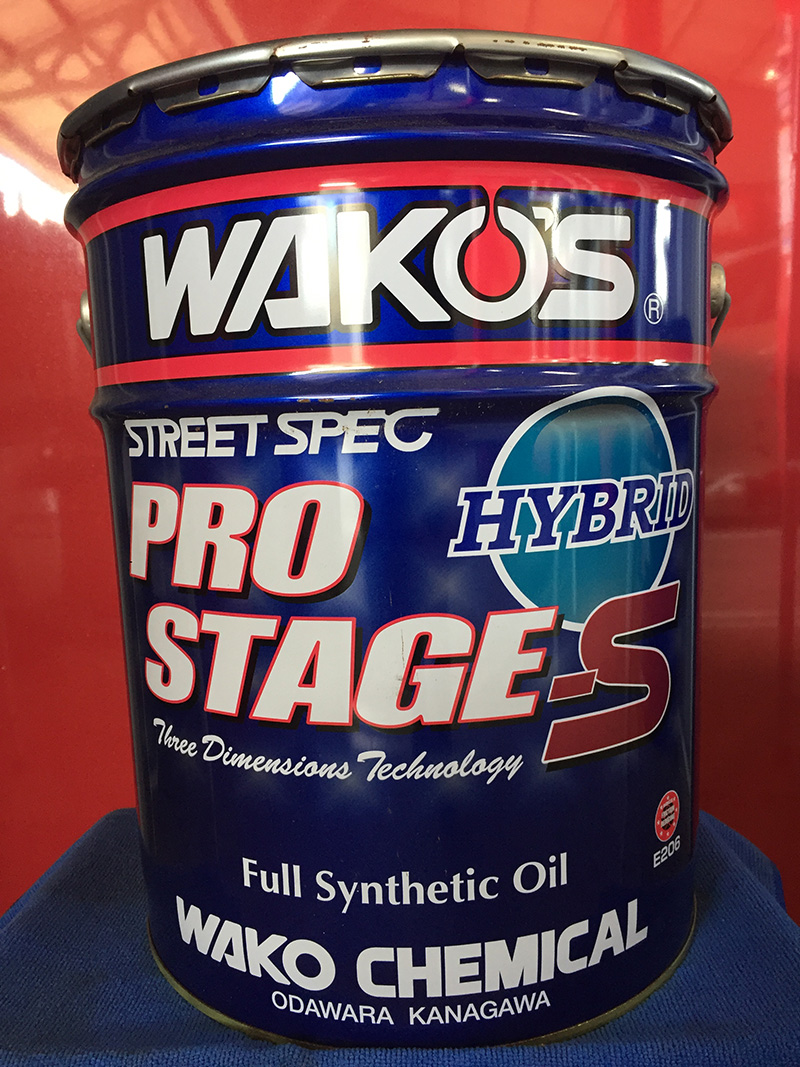 WAKO'S ®
STREET SPEC
HYBRID
PRO
STAGE-S
Three Dimensions Technology
E206
Full Synthetic Oil
WAKO CHEMICAL
ODAWARA KANAGAWA